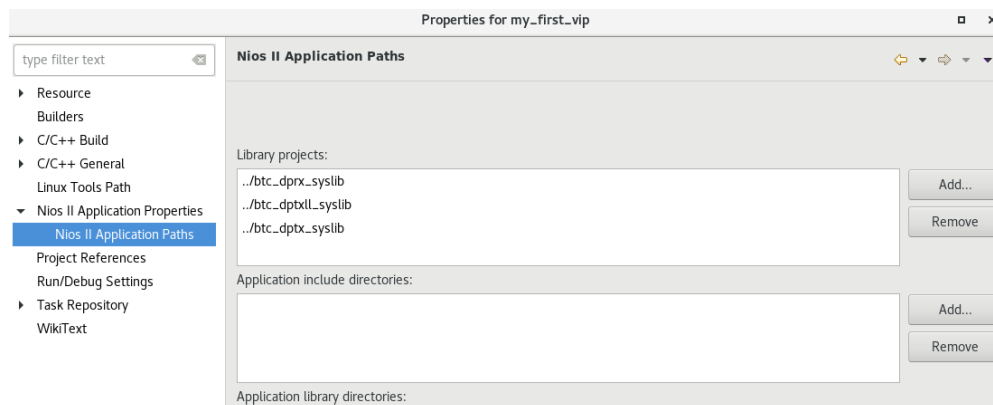 Properties for my_first_vip
type filter text
Resource
Builders
C/C++ Build
C/C++ General
Linux Tools Path
Nios II Application Properties
Nios II Application Paths
Project References
Run/Debug Settings
Task Repository
WikiText
Nios II Application Paths
Library projects:
../btc_dprx_syslib
../btc_dptxll_syslib
../btc_dptx_syslib
Add...
Remove
Application include directories:
Add...
Remove
Application library directories: